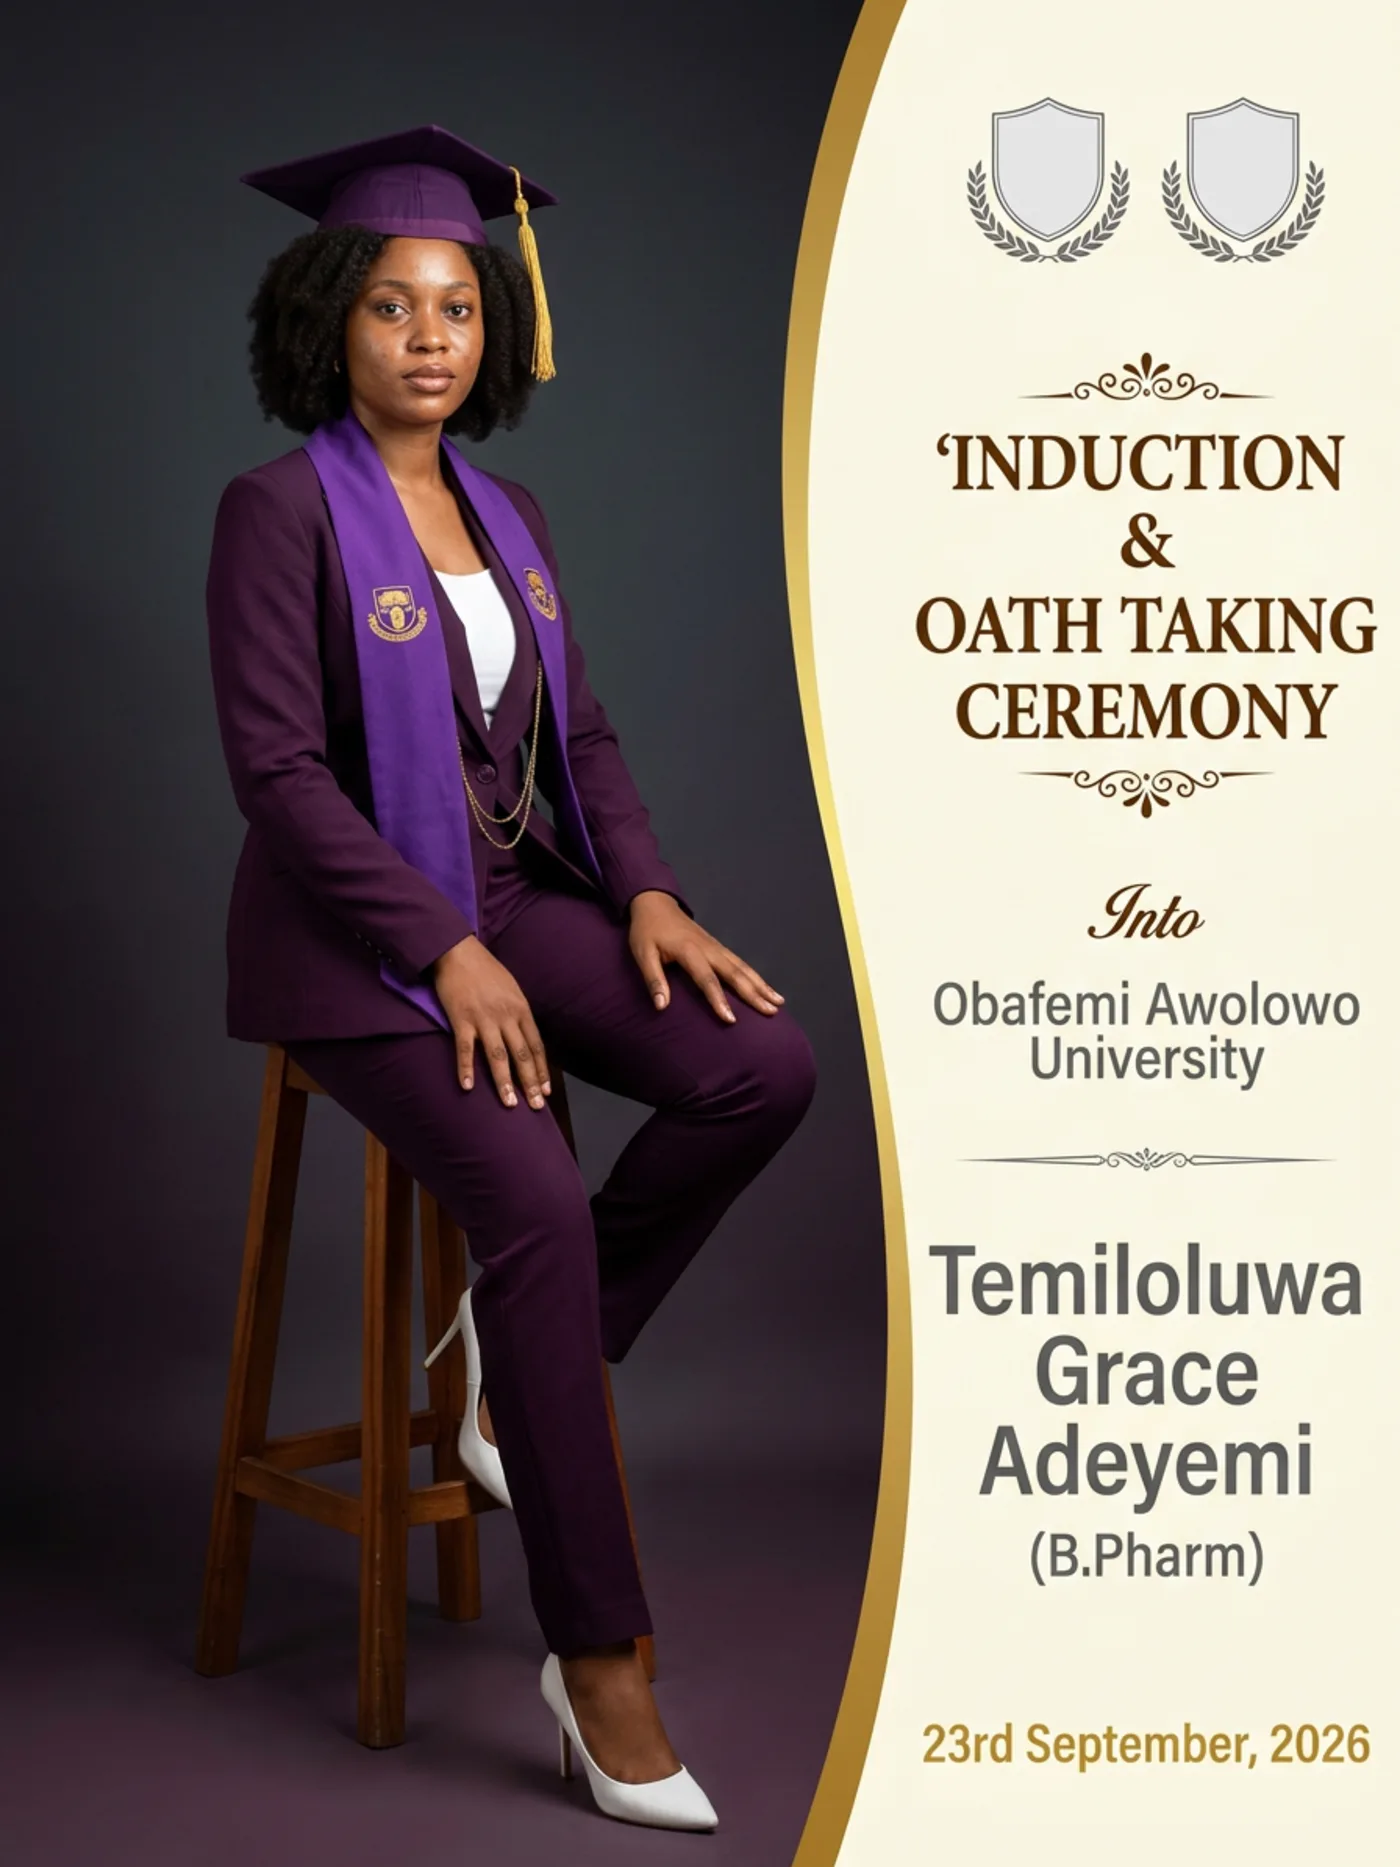 ‘INDUCTION
&
OATH TAKING
CEREMONY
Into
Obafemi Awolowo
University
Temiloluwa
Grace
Adeyemi
(B.Pharm)
23rd September, 2026